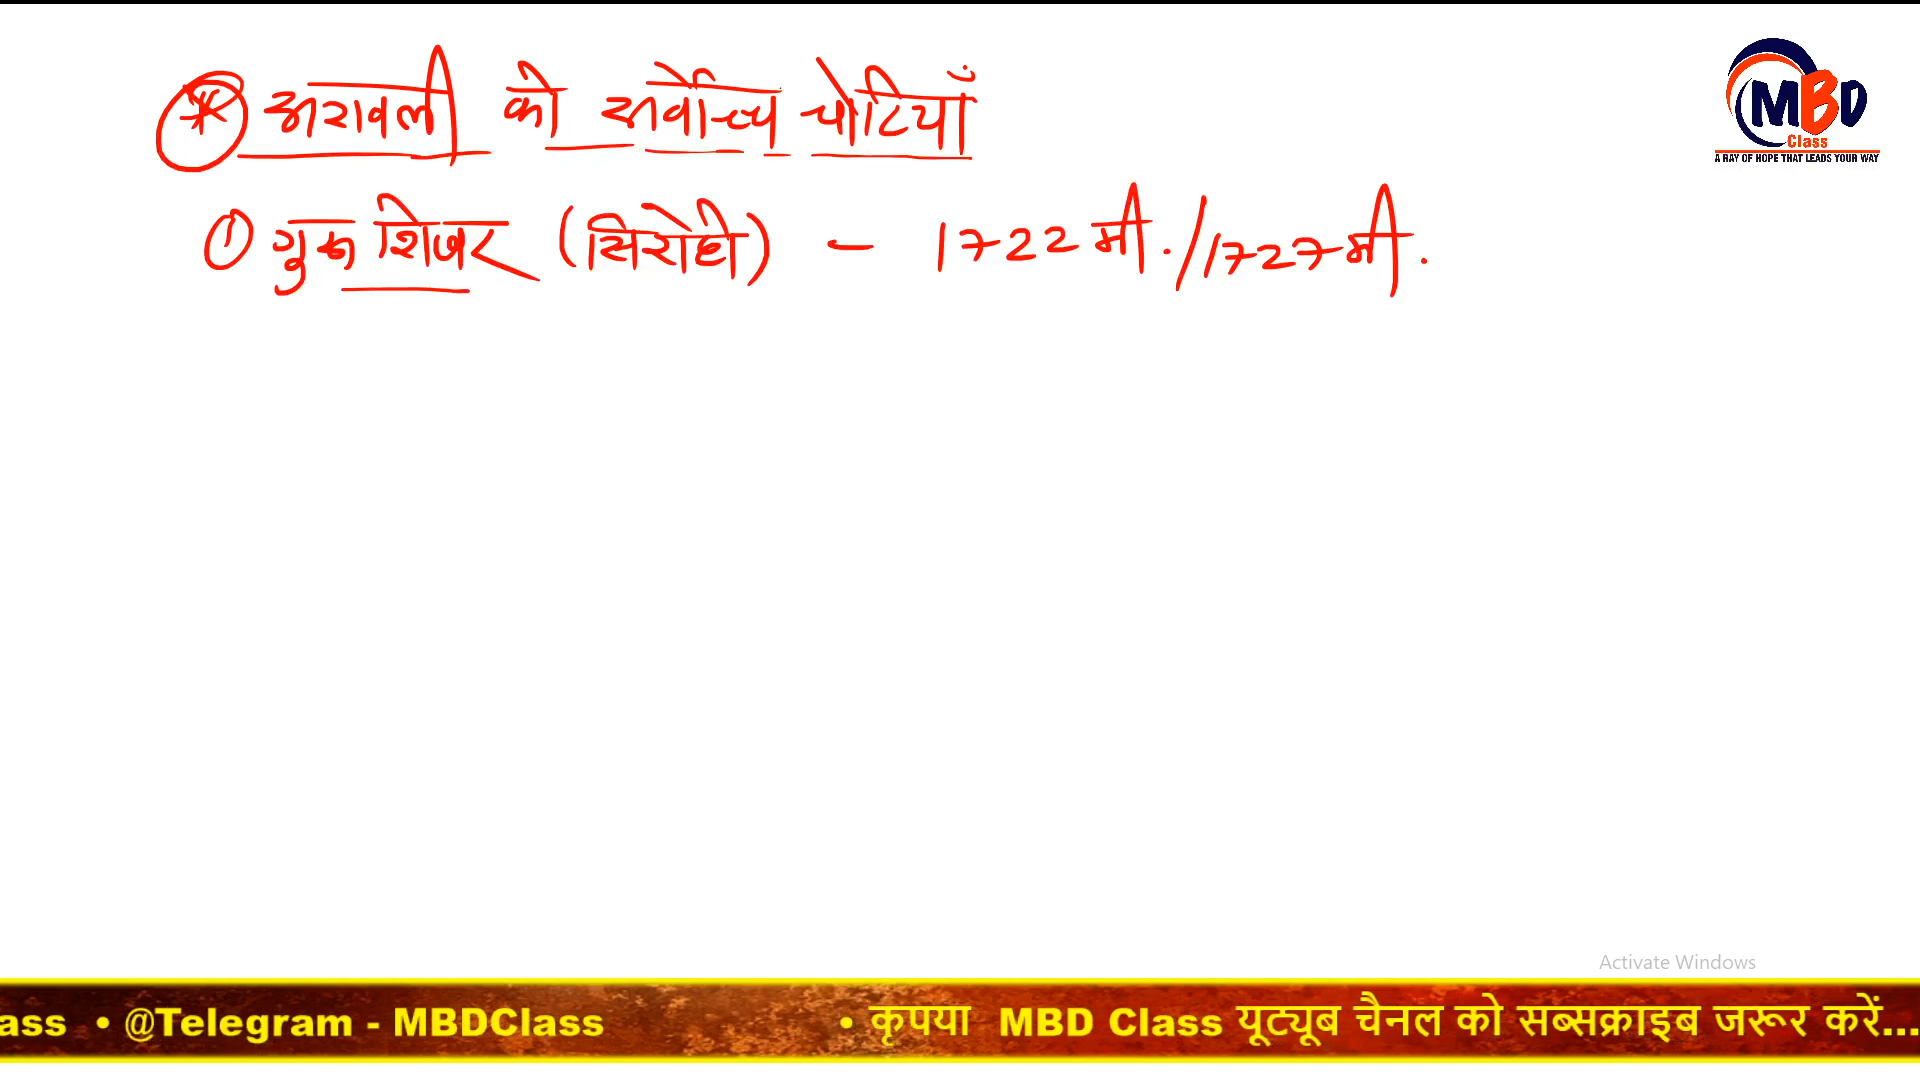 * अरावली की सर्वोच्च चोटियाँ
① गुरु शिखर (सिरोही) - 1722 मी. / 1727 मी.
MBD
Class
A RAY OF HOPE THAT LEADS YOUR WAY
Activate Windows
ass • @Telegram - MBDClass • कृपया MBD Class यूट्यूब चैनल को सब्सक्राइब जरूर करें...